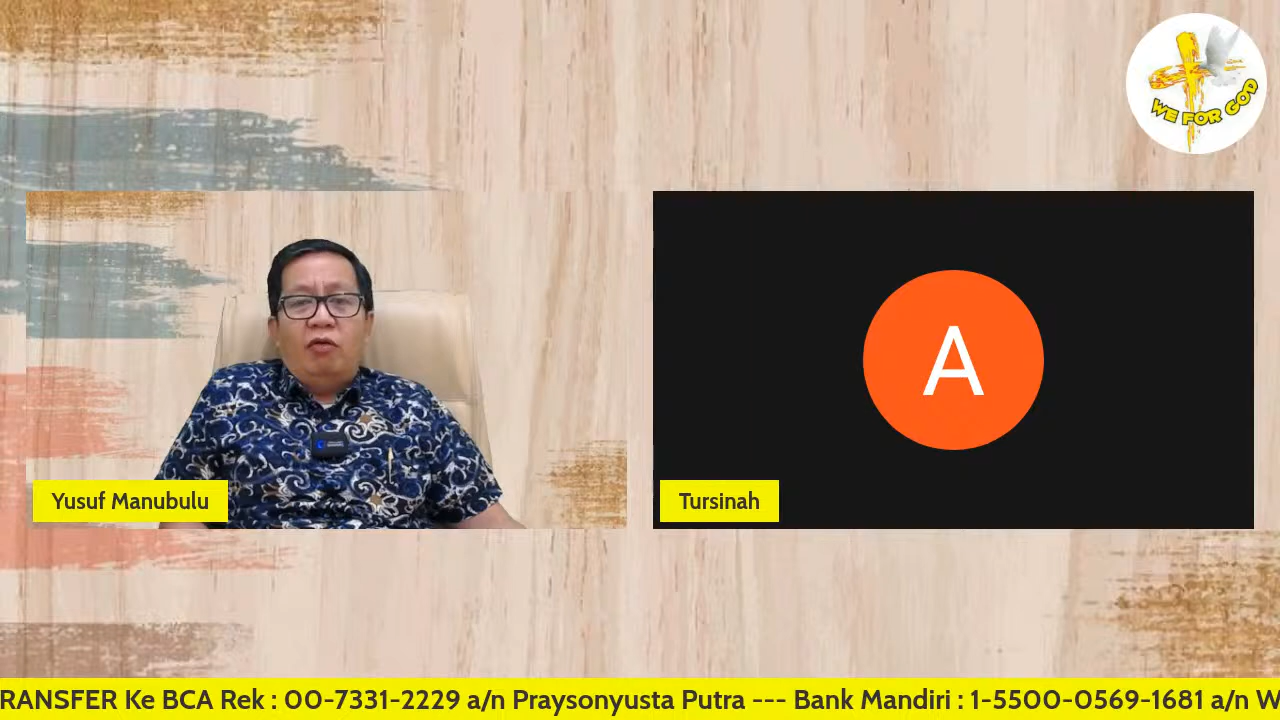 WE FOR GOD
A
Yusuf Manubulu
Tursinah
RANSFER Ke BCA Rek : 00-7331-2229 a/n Praysonyusta Putra --- Bank Mandiri : 1-5500-0569-1681 a/n W